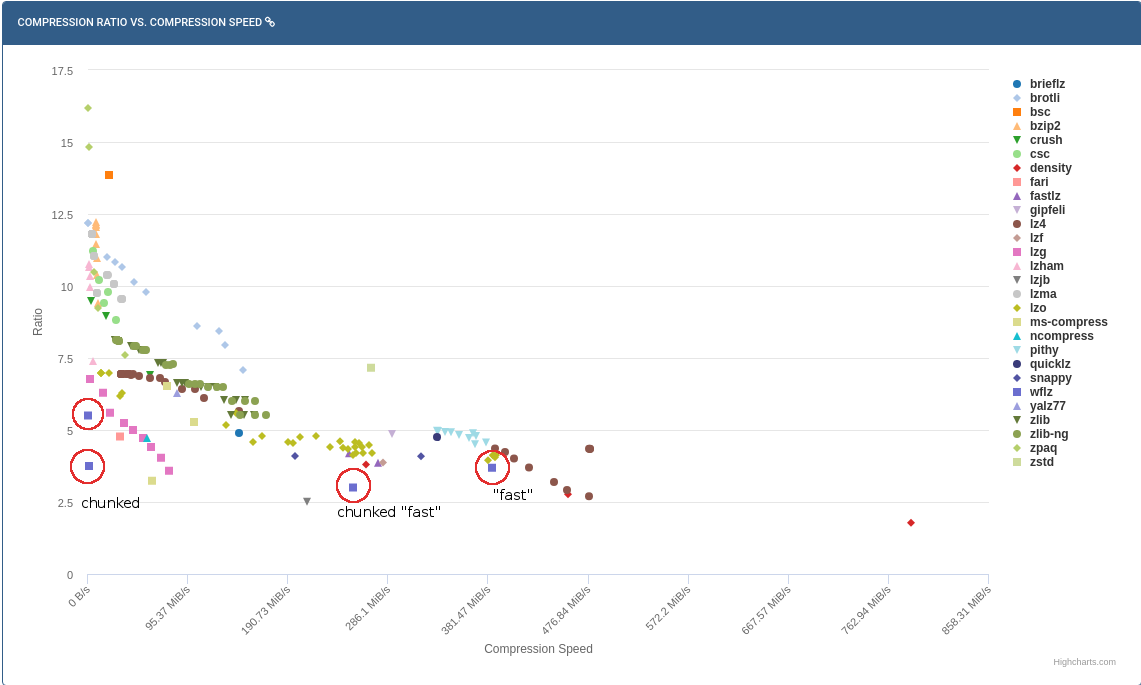 COMPRESSION RATIO VS. COMPRESSION SPEED
17.5
15
12.5
10
7.5
5
2.5
0
Ratio
chunked
chunked "fast"
"fast"
0 B/s
95.37 MiB/s
190.73 MiB/s
286.1 MiB/s
381.47 MiB/s
476.84 MiB/s
572.2 MiB/s
667.57 MiB/s
762.94 MiB/s
858.31 MiB/s
Compression Speed
brieflz
brotli
bsc
bzip2
crush
csc
density
fari
fastlz
gipfeli
lz4
lzf
lzg
lzham
lzjb
lzma
lzo
ms-compress
ncompress
pithy
quicklz
snappy
wflz
yalz77
zlib
zlib-ng
zpaq
zstd
Highcharts.com